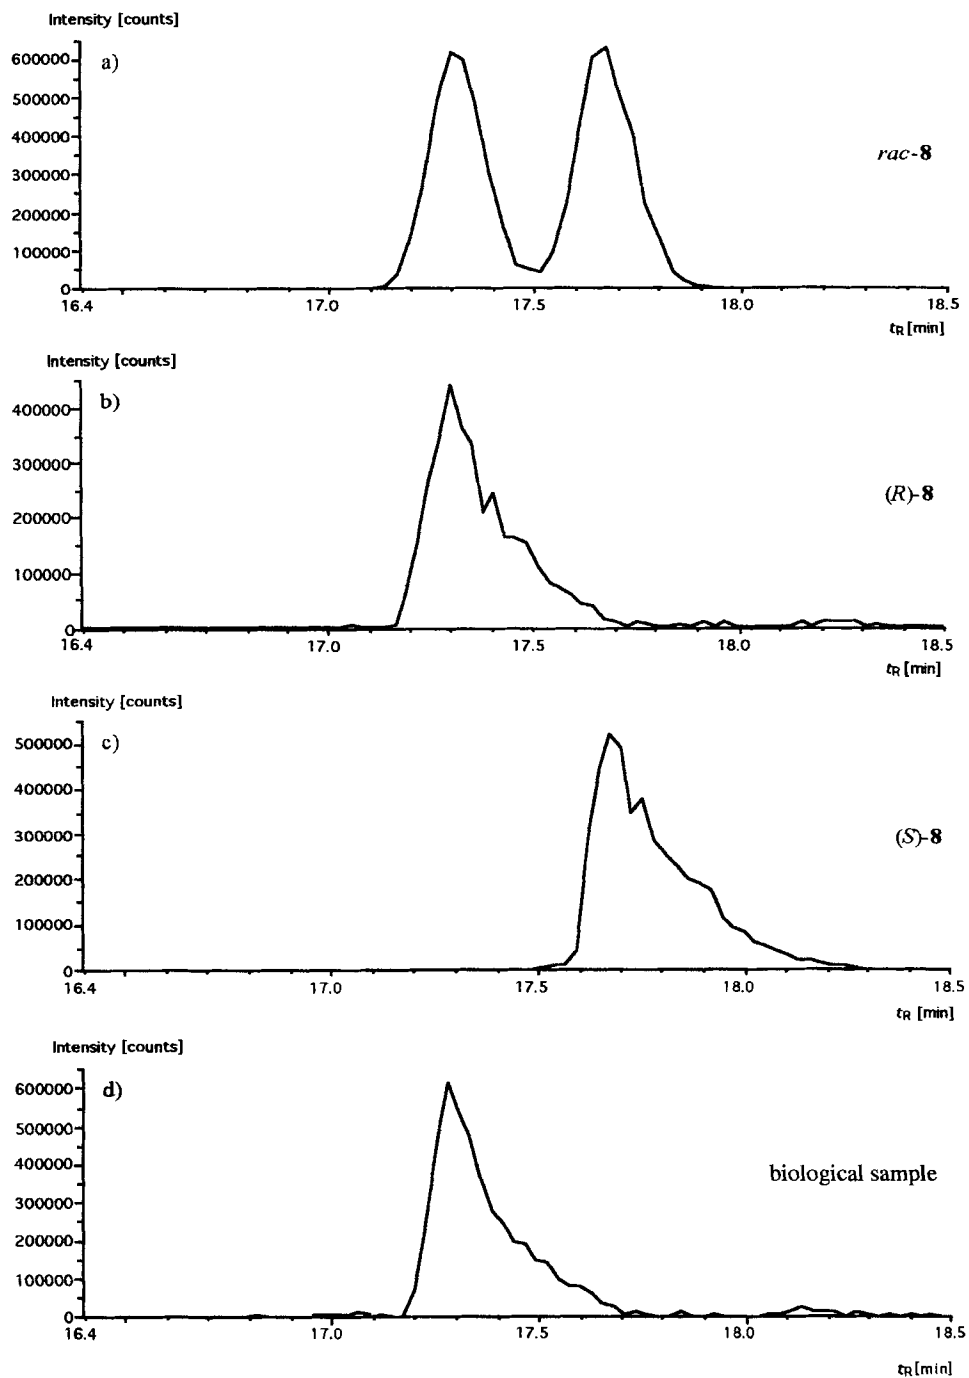 Intensity [counts]
a)
600000
500000
400000
300000
200000
100000
0
rac-8
16.4 17.0 17.5 18.0 18.5
tR [min]
Intensity [counts]
b)
400000
300000
200000
100000
0
(R)-8
16.4 17.0 17.5 18.0 18.5
tR [min]
Intensity [counts]
c)
500000
400000
300000
200000
100000
0
(S)-8
16.4 17.0 17.5 18.0 18.5
tR [min]
Intensity [counts]
d)
600000
500000
400000
300000
200000
100000
0
biological sample
16.4 17.0 17.5 18.0 18.5
tR [min]